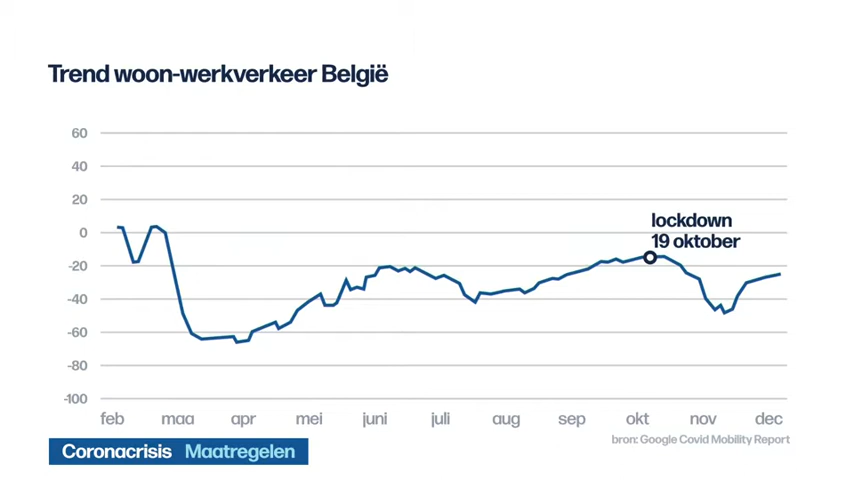 Trend woon-werkverkeer België
60
40
20
0
-20
-40
-60
-80
-100
lockdown
19 oktober
feb maa apr mei juni juli aug sep okt nov dec
bron: Google Covid Mobility Report
Coronacrisis Maatregelen